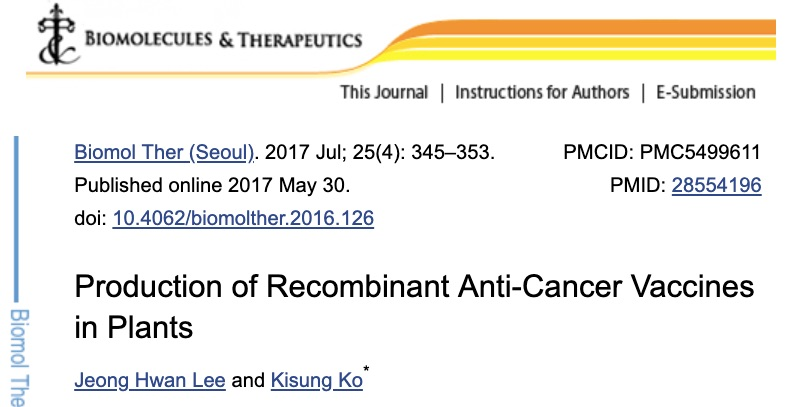 BIOMOLECULES & THERAPEUTICS
This Journal | Instructions for Authors | E-Submission
Biomol Ther (Seoul). 2017 Jul; 25(4): 345–353.
PMCID: PMC5499611
Published online 2017 May 30.
PMID: 28554196
doi: 10.4062/biomolther.2016.126
Production of Recombinant Anti-Cancer Vaccines
in Plants
Jeong Hwan Lee and Kisung Ko*
Biomol The